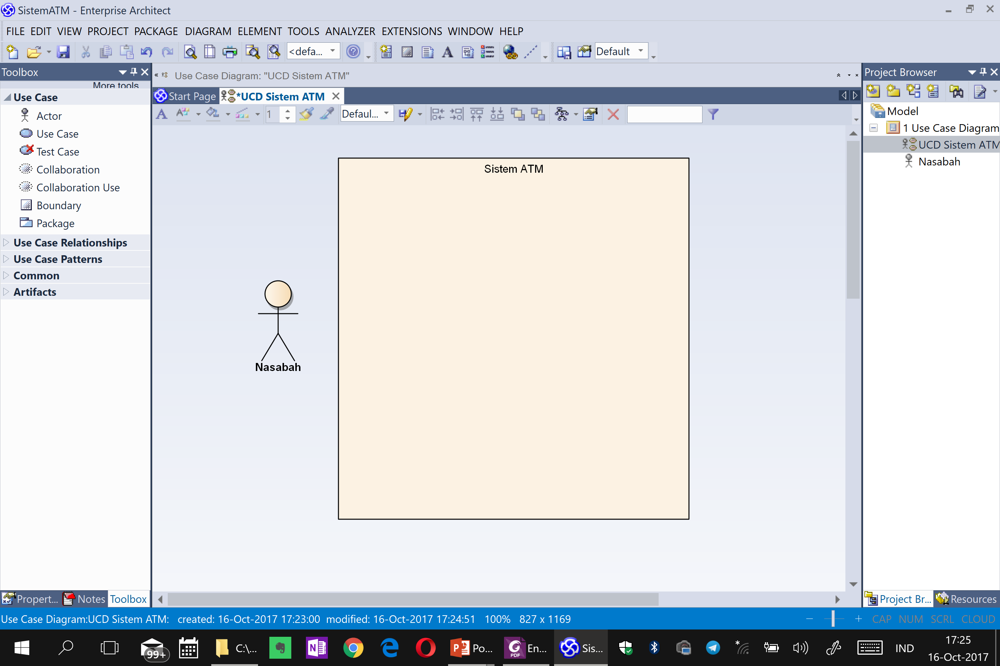 SistemATM - Enterprise Architect
FILE EDIT VIEW PROJECT PACKAGE DIAGRAM ELEMENT TOOLS ANALYZER EXTENSIONS WINDOW HELP
<defa...
Default
Toolbox
More tools
Use Case
Actor
Use Case
Test Case
Collaboration
Collaboration Use
Boundary
Package
Use Case Relationships
Use Case Patterns
Common
Artifacts
Propert... Notes Toolbox
Use Case Diagram: "UCD Sistem ATM"
Start Page *UCD Sistem ATM
1 Defaul...
Sistem ATM
Nasabah
Project Browser
Model
1 Use Case Diagram
UCD Sistem ATM
Nasabah
Project Br... Resources
Use Case Diagram:UCD Sistem ATM: created: 16-Oct-2017 17:23:00 modified: 16-Oct-2017 17:24:51 100% 827 x 1169
CAP NUM SCRL CLOUD
99+ C:\... Po... En... Sis... IND
17:25
16-Oct-2017